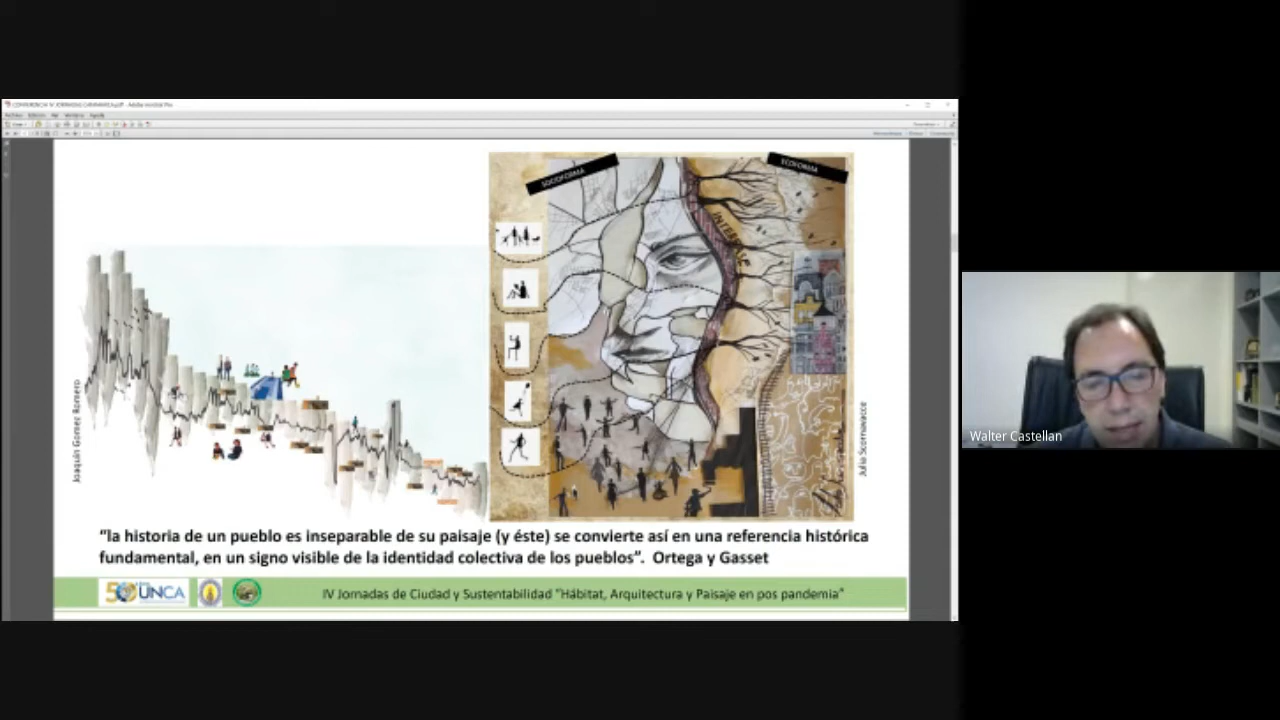 SOCIOFORMA
ECOFORMA
INTERFASE
Joaquín Gomez Romero
Julia Scornavacce
“la historia de un pueblo es inseparable de su paisaje (y éste) se convierte así en una referencia histórica
fundamental, en un signo visible de la identidad colectiva de los pueblos”. Ortega y Gasset
50 UNCA
IV Jornadas de Ciudad y Sustentabilidad “Hábitat, Arquitectura y Paisaje en pos pandemia”
Walter Castellan